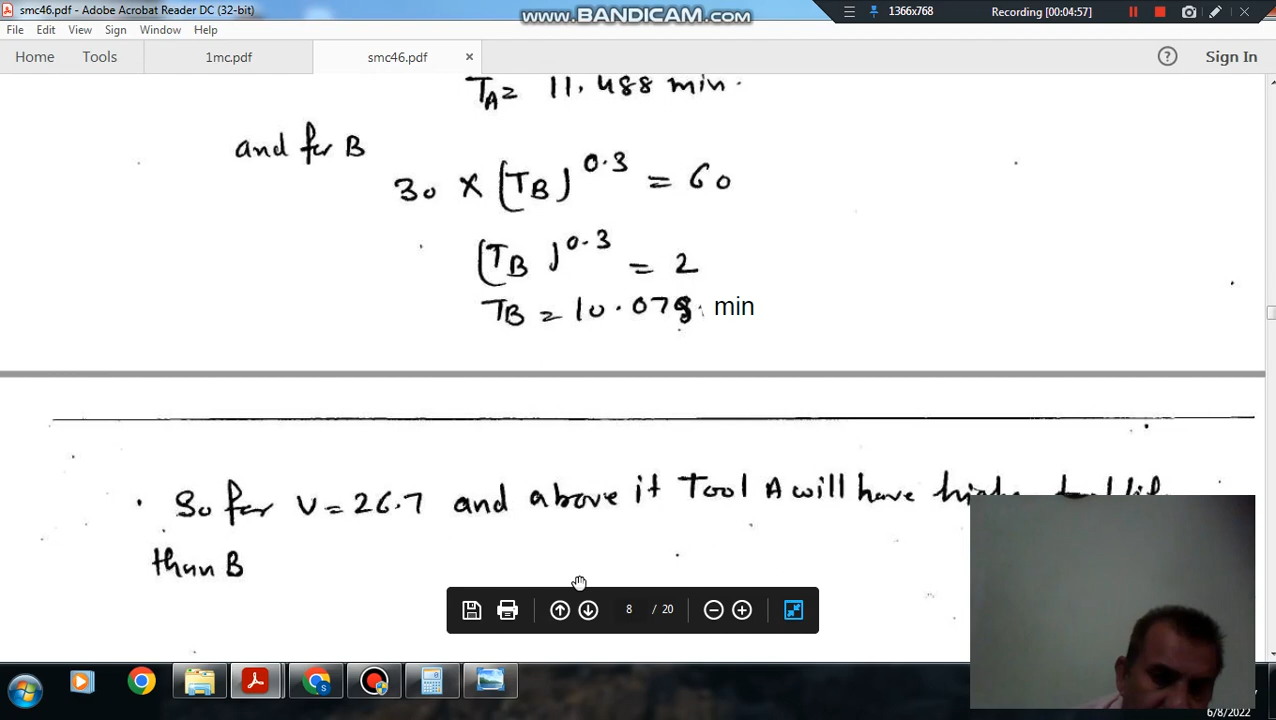 smc46.pdf - Adobe Acrobat Reader DC (32-bit)
www.BANDICAM.com
1366x768
Recording [00:04:57]
File Edit View Sign Window Help
Home Tools 1mc.pdf smc46.pdf × Sign In
TA= 11.488 min.
and for B
30 × (TB)^0.3 = 60
(TB)^0.3 = 2
TB = 10.079 min
So for V = 26.7 and above it Tool A will have
than B
8 / 20
6/8/2022